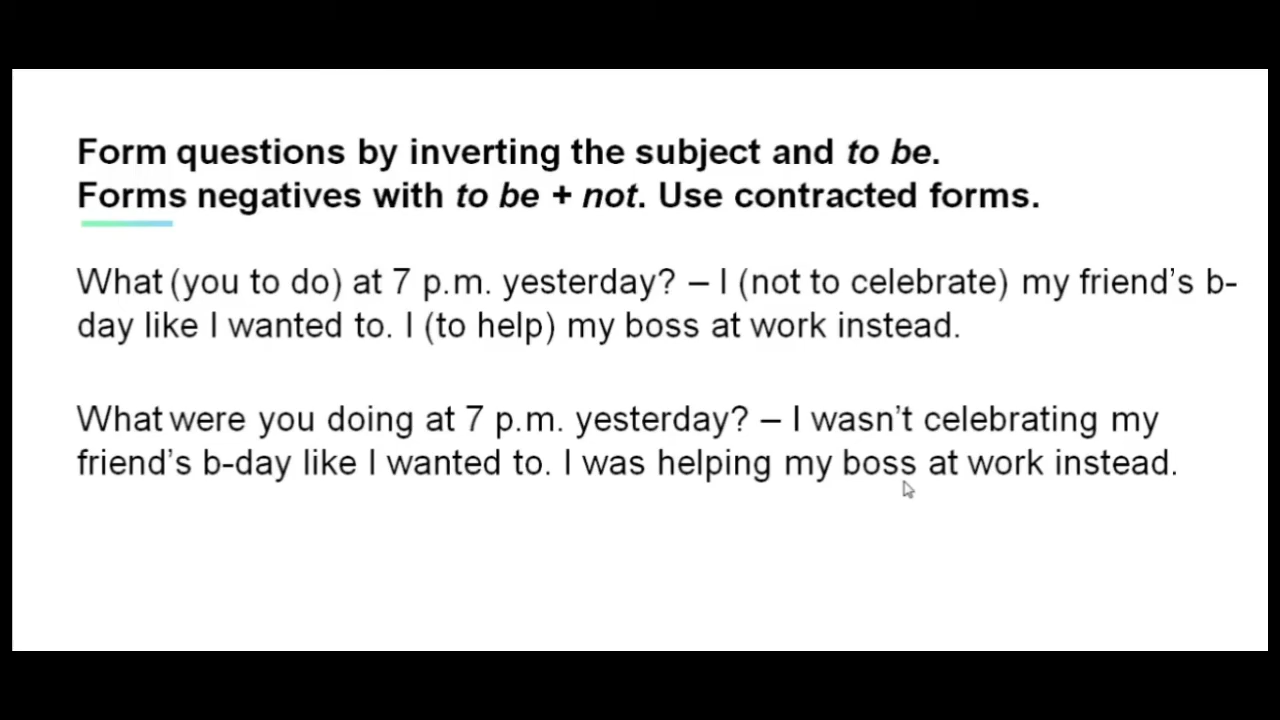 Form questions by inverting the subject and to be.
Forms negatives with to be + not. Use contracted forms.
What (you to do) at 7 p.m. yesterday? – I (not to celebrate) my friend’s b-
day like I wanted to. I (to help) my boss at work instead.
What were you doing at 7 p.m. yesterday? – I wasn’t celebrating my
friend’s b-day like I wanted to. I was helping my boss at work instead.